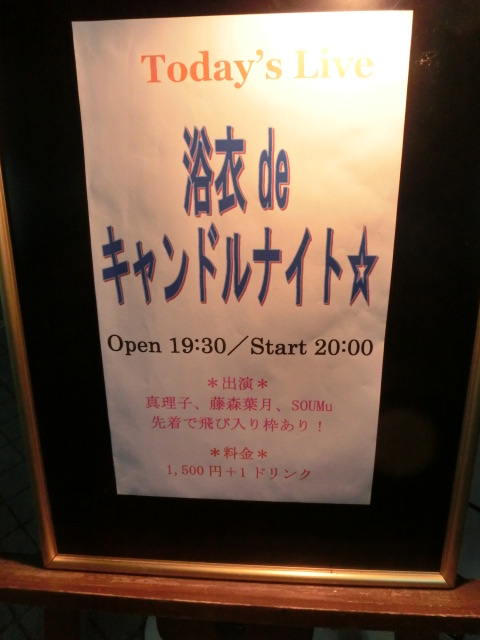 Today's Live
浴衣 de
キャンドルナイト☆
Open 19:30／Start 20:00
＊出演＊
真理子、藤森葉月、SOUMu
先着で飛び入り枠あり！
＊料金＊
1,500円＋1ドリンク